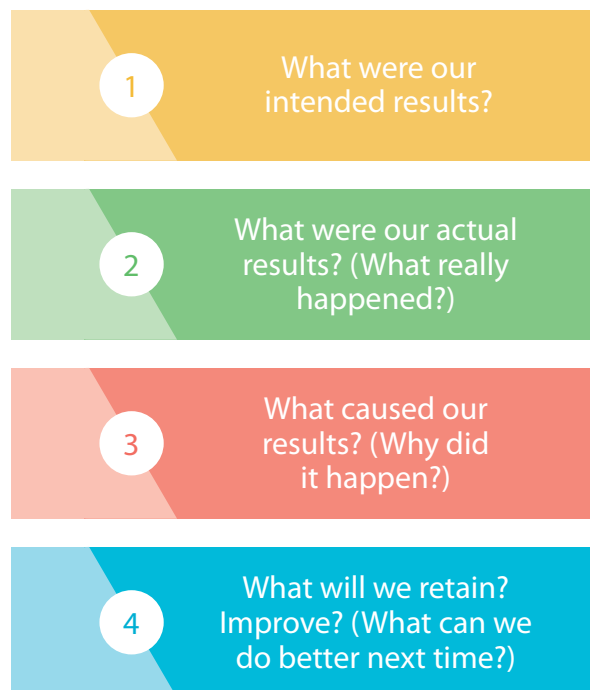 1
What were our
intended results?
2
What were our actual
results? (What really
happened?)
3
What caused our
results? (Why did
it happen?)
4
What will we retain?
Improve? (What can we
do better next time?)